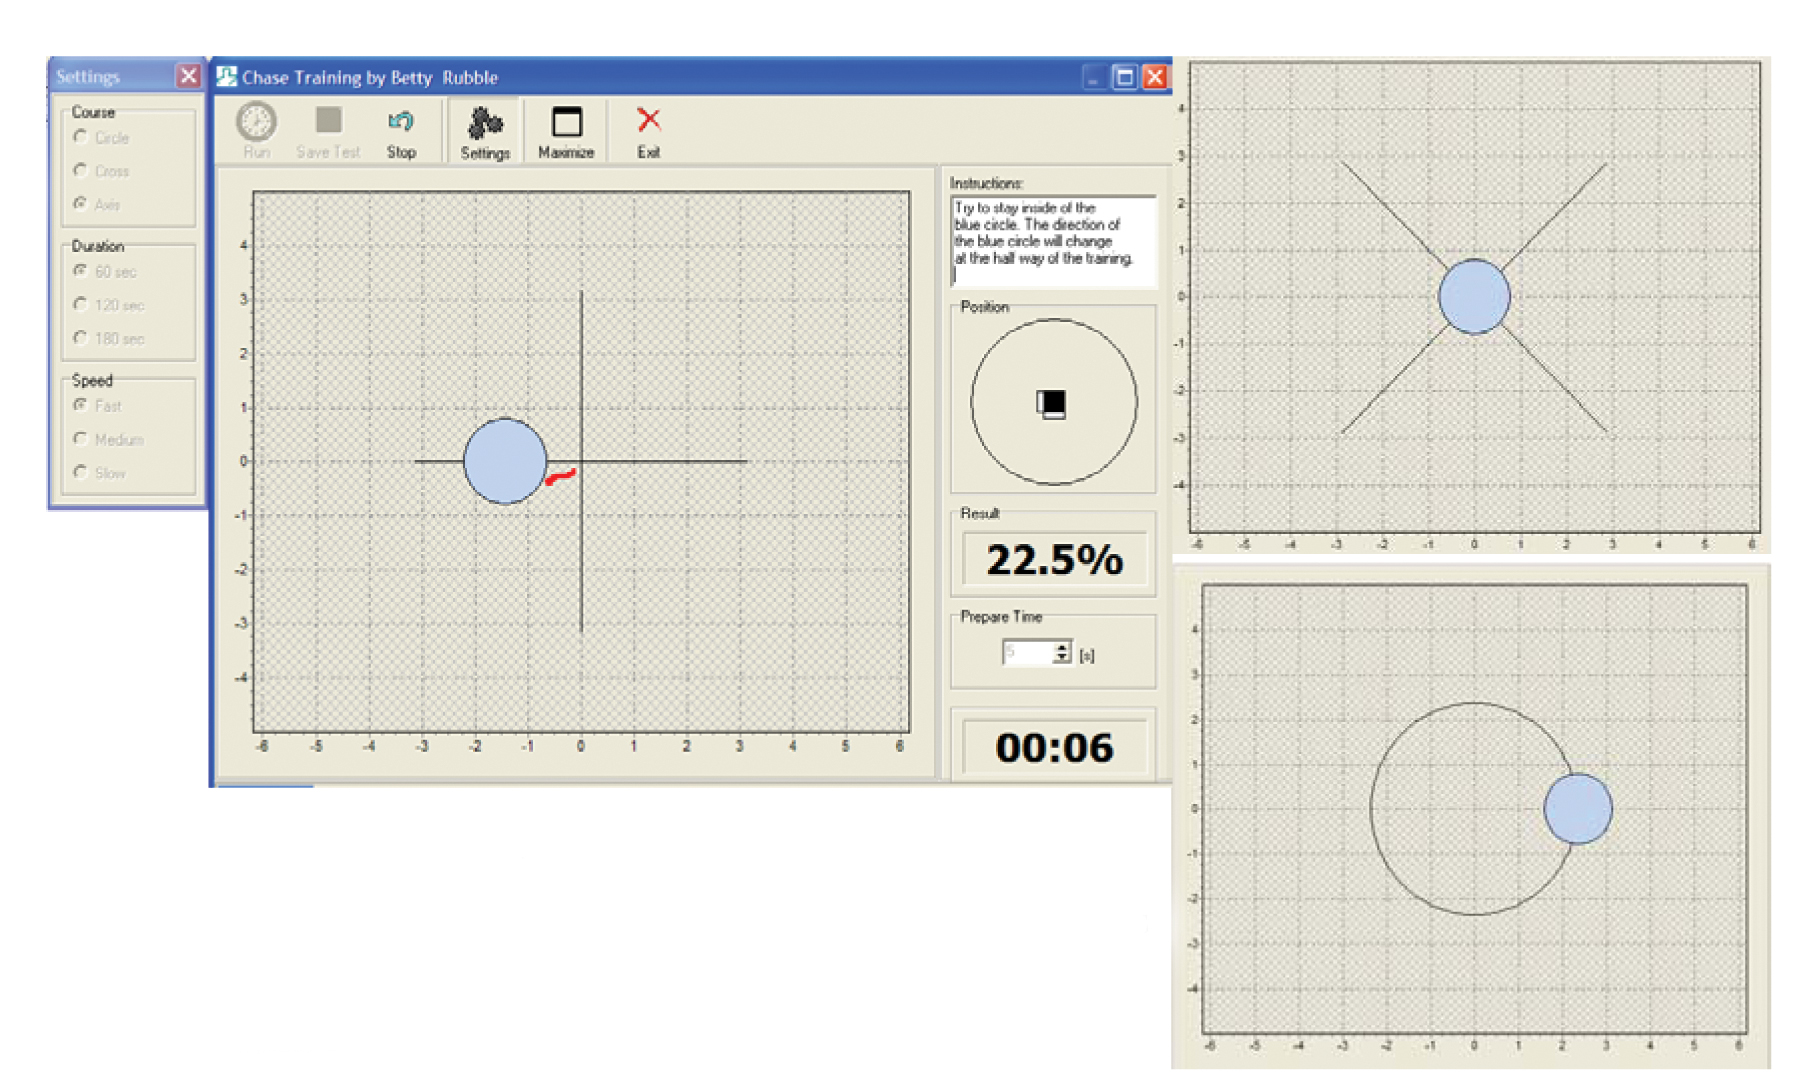 Settings
Course
Circle
Cross
Axis
Duration
60 sec
120 sec
180 sec
Speed
Fast
Medium
Slow
Chase Training by Betty Rubble
Run
Save Test
Stop
Settings
Maximize
Exit
4
3
2
1
0
-1
-2
-3
-4
-6 -5 -4 -3 -2 -1 0 1 2 3 4 5 6
Instructions:
Try to stay inside of the
blue circle. The direction of
the blue circle will change
at the half way of the training.
Position
Result
22.5%
Prepare Time
5 [s]
00:06
4
3
2
1
0
-1
-2
-3
-4
-6 -5 -4 -3 -2 -1 0 1 2 3 4 5 6
4
3
2
1
0
-1
-2
-3
-4
-6 -5 -4 -3 -2 -1 0 1 2 3 4 5 6